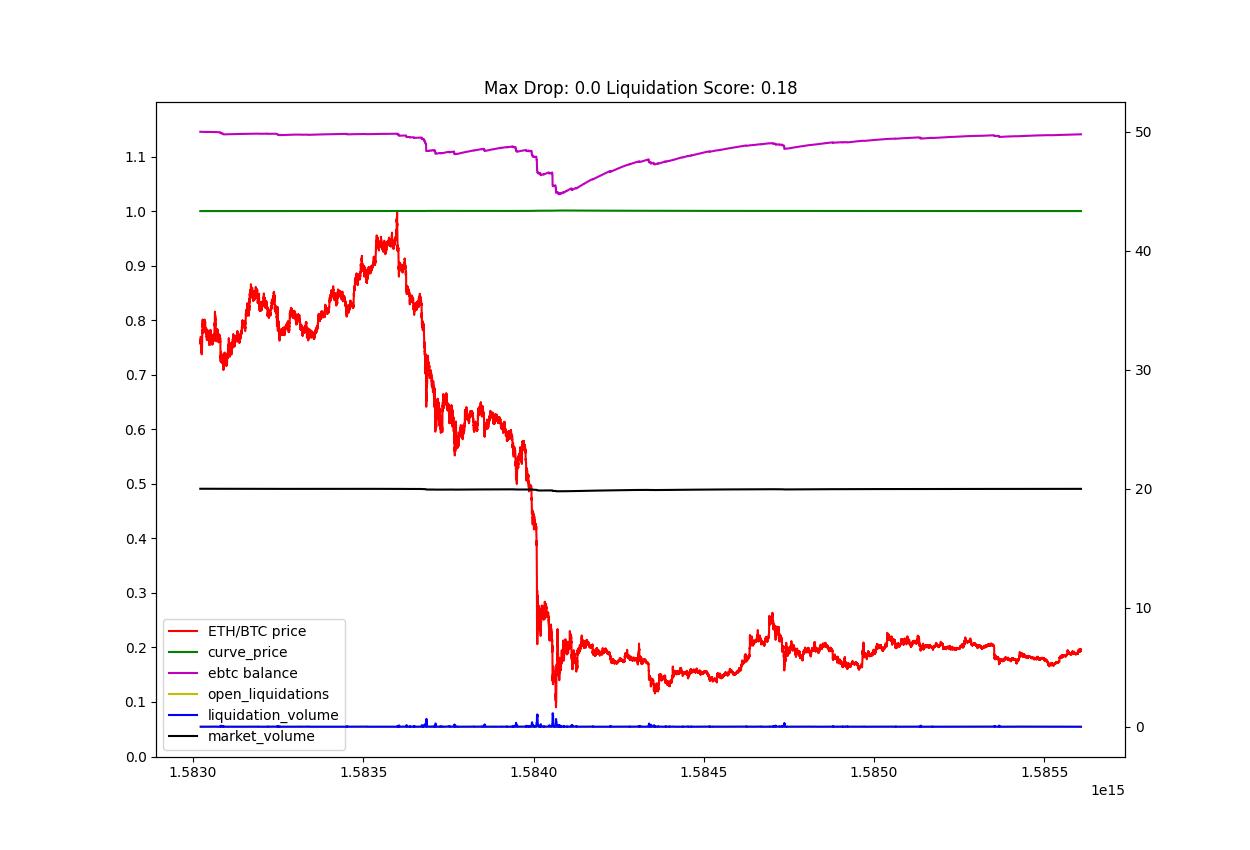 Max Drop: 0.0 Liquidation Score: 0.18
1.1
1.0
0.9
0.8
0.7
0.6
0.5
0.4
0.3
0.2
0.1
0.0
50
40
30
20
10
0
ETH/BTC price
curve_price
ebtc balance
open_liquidations
liquidation_volume
market_volume
1.5830 1.5835 1.5840 1.5845 1.5850 1.5855
1e15